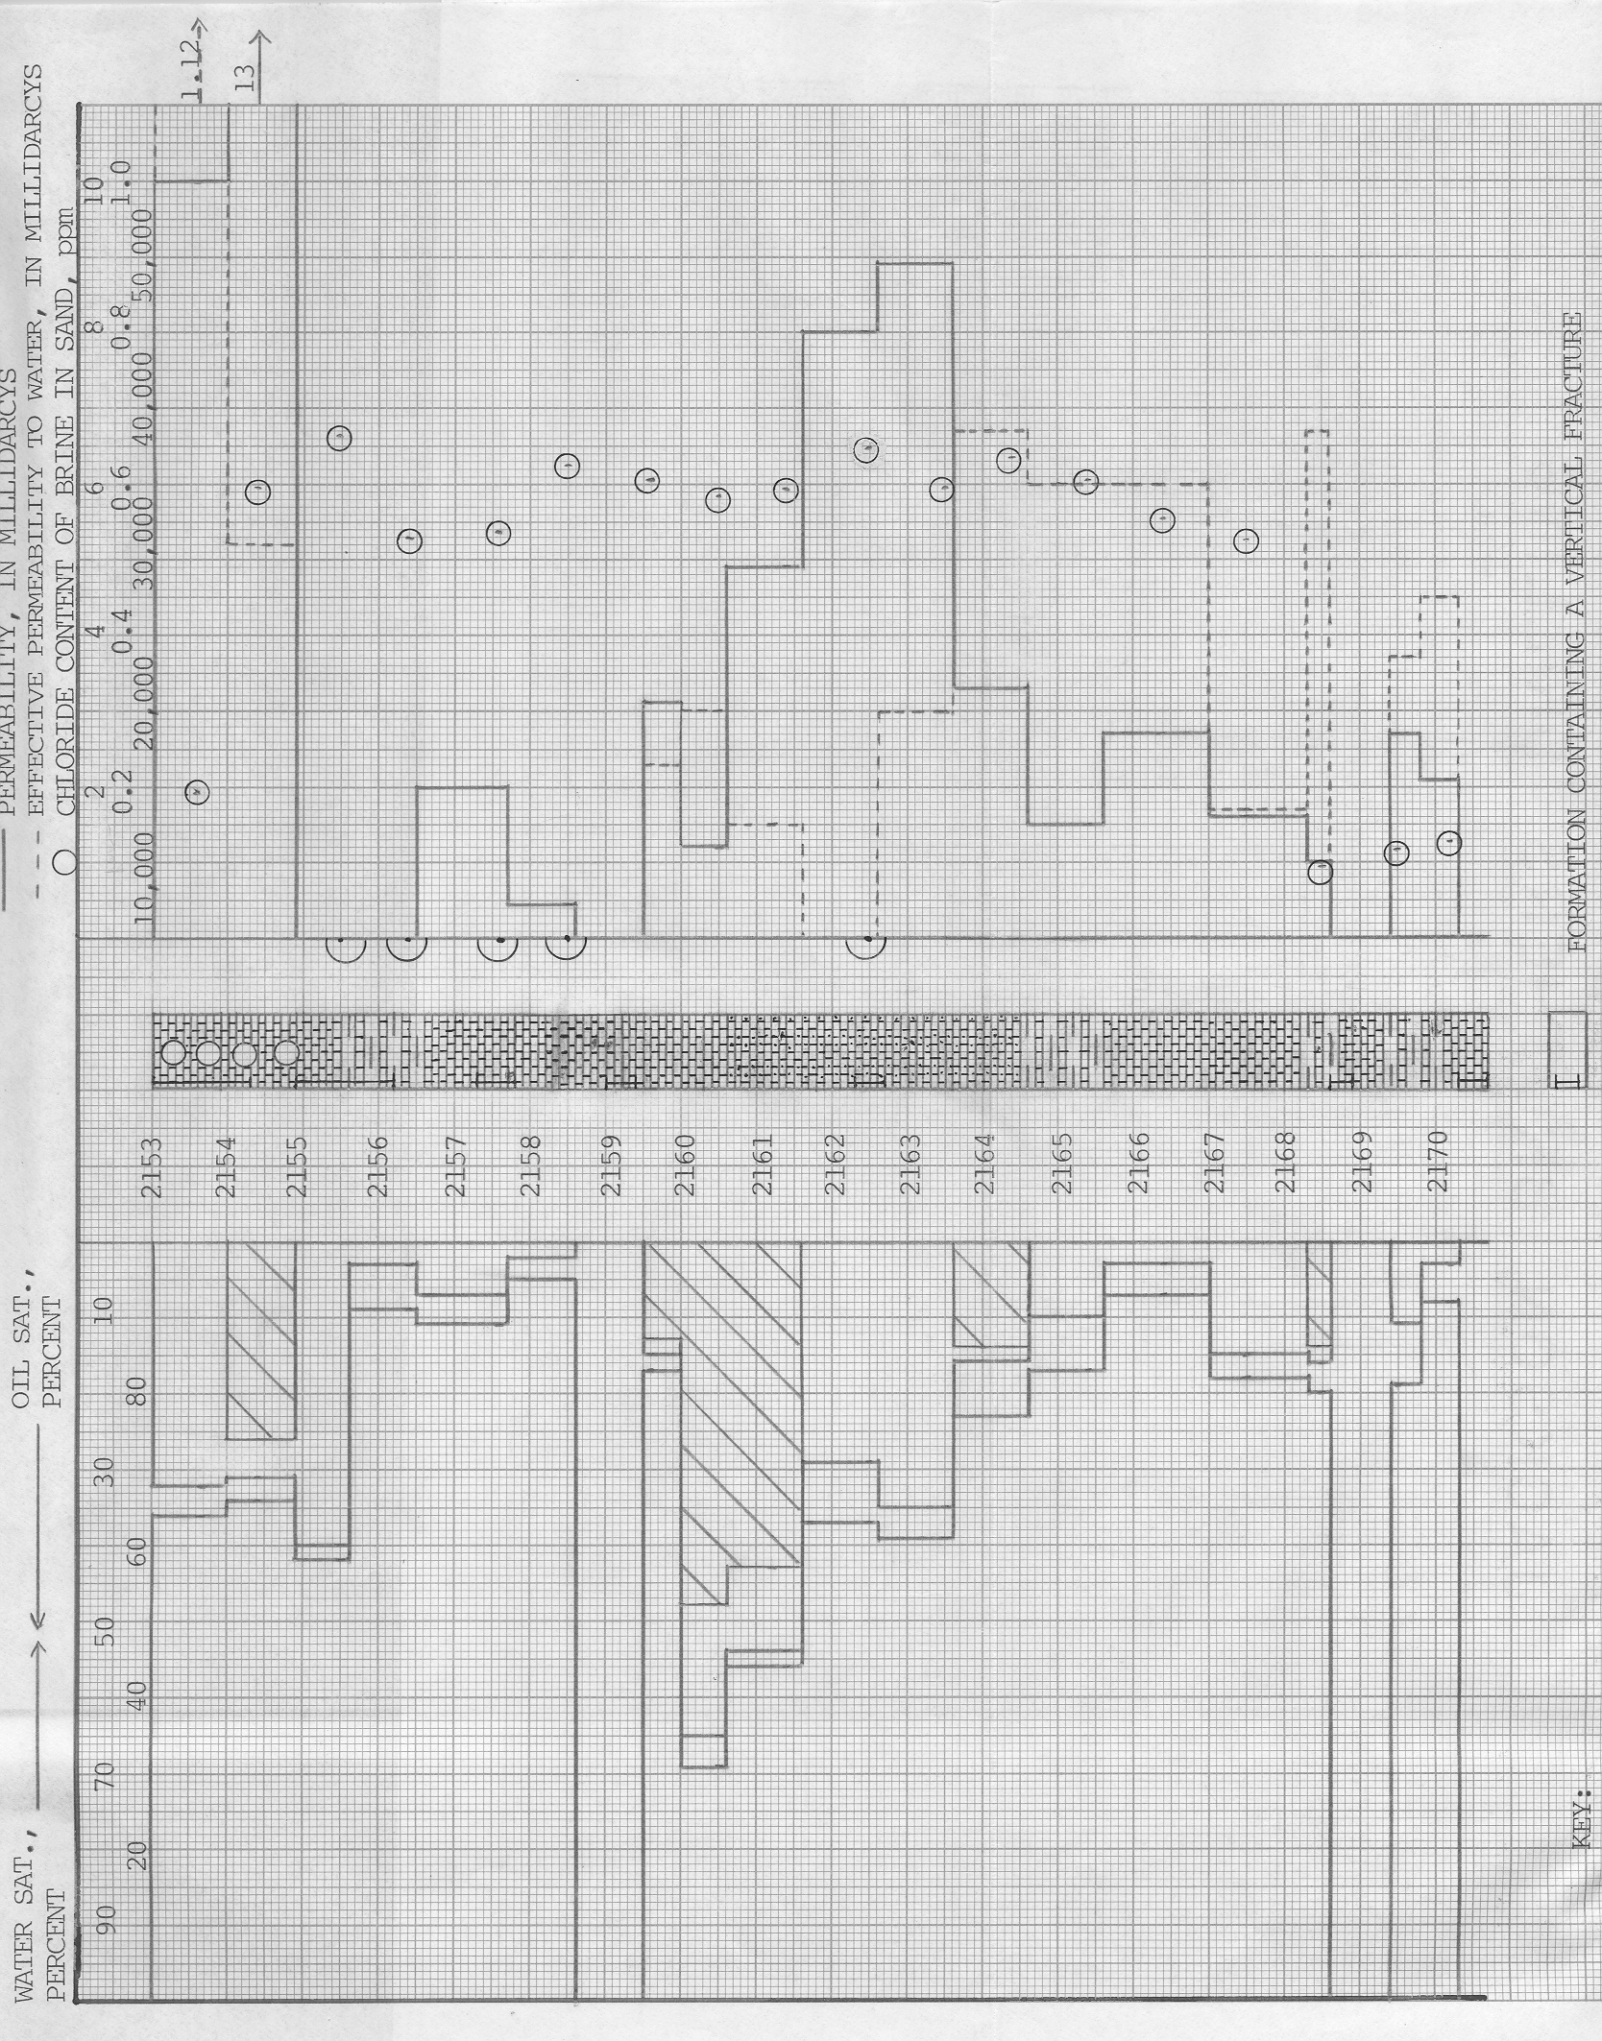 WATER SAT.,
PERCENT
OIL SAT.,
PERCENT
PERMEABILITY, IN MILLIDARCYS
EFFECTIVE PERMEABILITY TO WATER, IN MILLIDARCYS
CHLORIDE CONTENT OF BRINE IN SAND, ppm
90 70 50 30 10
20 40 60 80
2 4 6 8 10
0.2 0.4 0.6 0.8 1.0
10,000 20,000 30,000 40,000 50,000
1.12
13
2153
2154
2155
2156
2157
2158
2159
2160
2161
2162
2163
2164
2165
2166
2167
2168
2169
2170
KEY:
FORMATION CONTAINING A VERTICAL FRACTURE